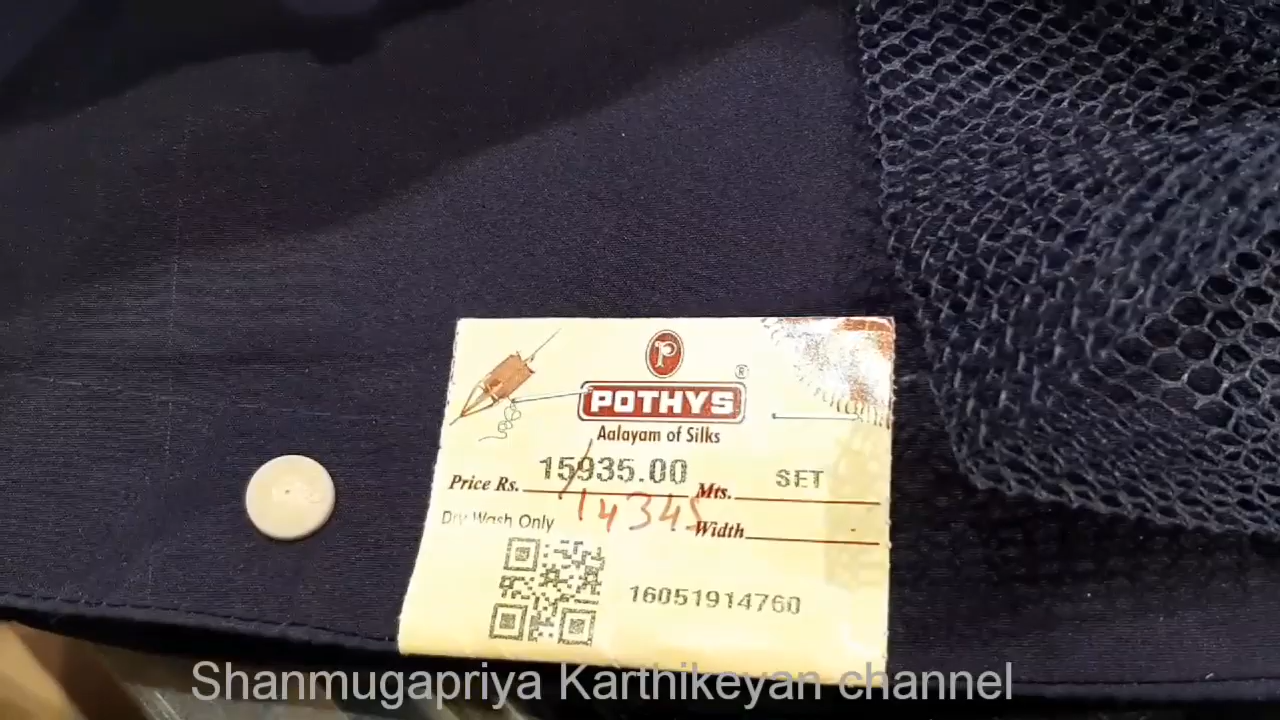 P
POTHYS ®
Aalayam of Silks
Price Rs. 15935.00 Mts. SET
14345
Dry Wash Only Width
16051914760
Shanmugapriya Karthikeyan channel